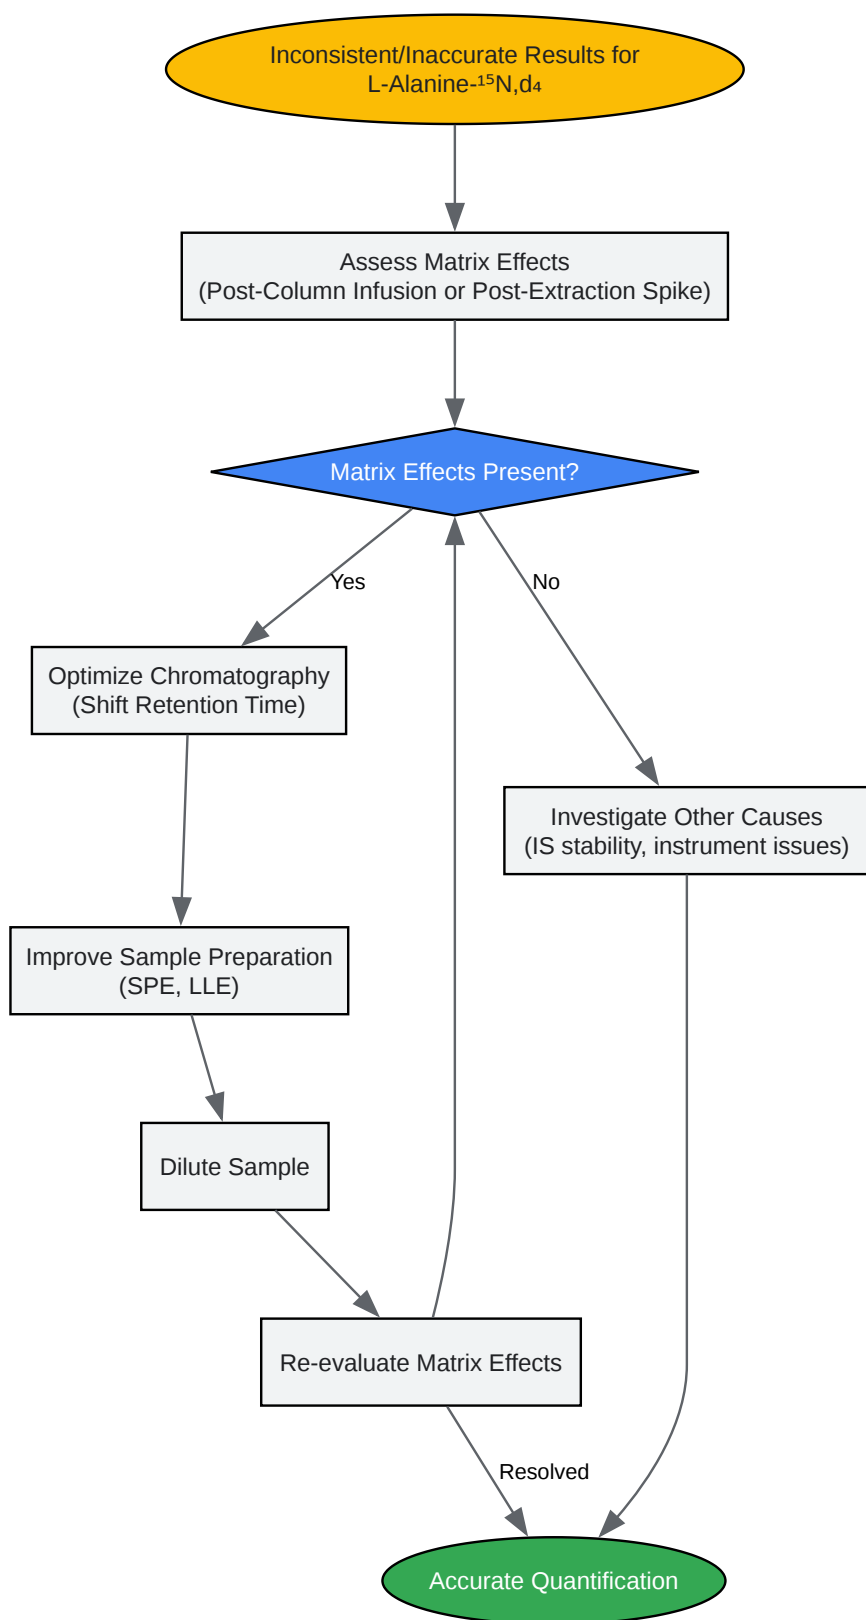 Inconsistent/Inaccurate Results for
L-Alanine-¹⁵N,d₄
Assess Matrix Effects
(Post-Column Infusion or Post-Extraction Spike)
Matrix Effects Present?
Yes
No
Optimize Chromatography
(Shift Retention Time)
Investigate Other Causes
(IS stability, instrument issues)
Improve Sample Preparation
(SPE, LLE)
Dilute Sample
Re-evaluate Matrix Effects
Resolved
Accurate Quantification